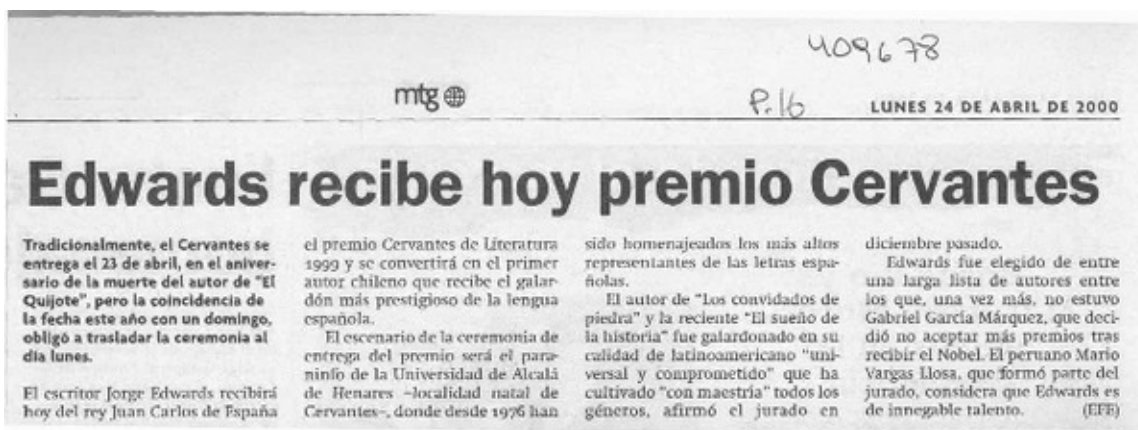 409678
mtg
P.16
LUNES 24 DE ABRIL DE 2000
Edwards recibe hoy premio Cervantes
Tradicionalmente, el Cervantes se
entrega el 23 de abril, en el aniver-
sario de la muerte del autor de "El
Quijote", pero la coincidencia de
la fecha este año con un domingo,
obligó a trasladar la ceremonia al
día lunes.
El escritor Jorge Edwards recibirá
hoy del rey Juan Carlos de España
el premio Cervantes de Literatura
1999 y se convertirá en el primer
autor chileno que recibe el galar-
dón más prestigioso de la lengua
española.
El escenario de la ceremonia de
entrega del premio será el para-
ninfo de la Universidad de Alcalá
de Henares –localidad natal de
Cervantes–, donde desde 1976 han
sido homenajeados los más altos
representantes de las letras espa-
ñolas.
El autor de "Los convidados de
piedra" y la reciente "El sueño de
la historia" fue galardonado en su
calidad de latinoamericano "uni-
versal y comprometido" que ha
cultivado "con maestría" todos los
géneros, afirmó el jurado en
diciembre pasado.
Edwards fue elegido de entre
una larga lista de autores entre
los que, una vez más, no estuvo
Gabriel García Márquez, que deci-
dió no aceptar más premios tras
recibir el Nobel. El peruano Mario
Vargas Llosa, que formó parte del
jurado, considera que Edwards es
de innegable talento. (EFE)